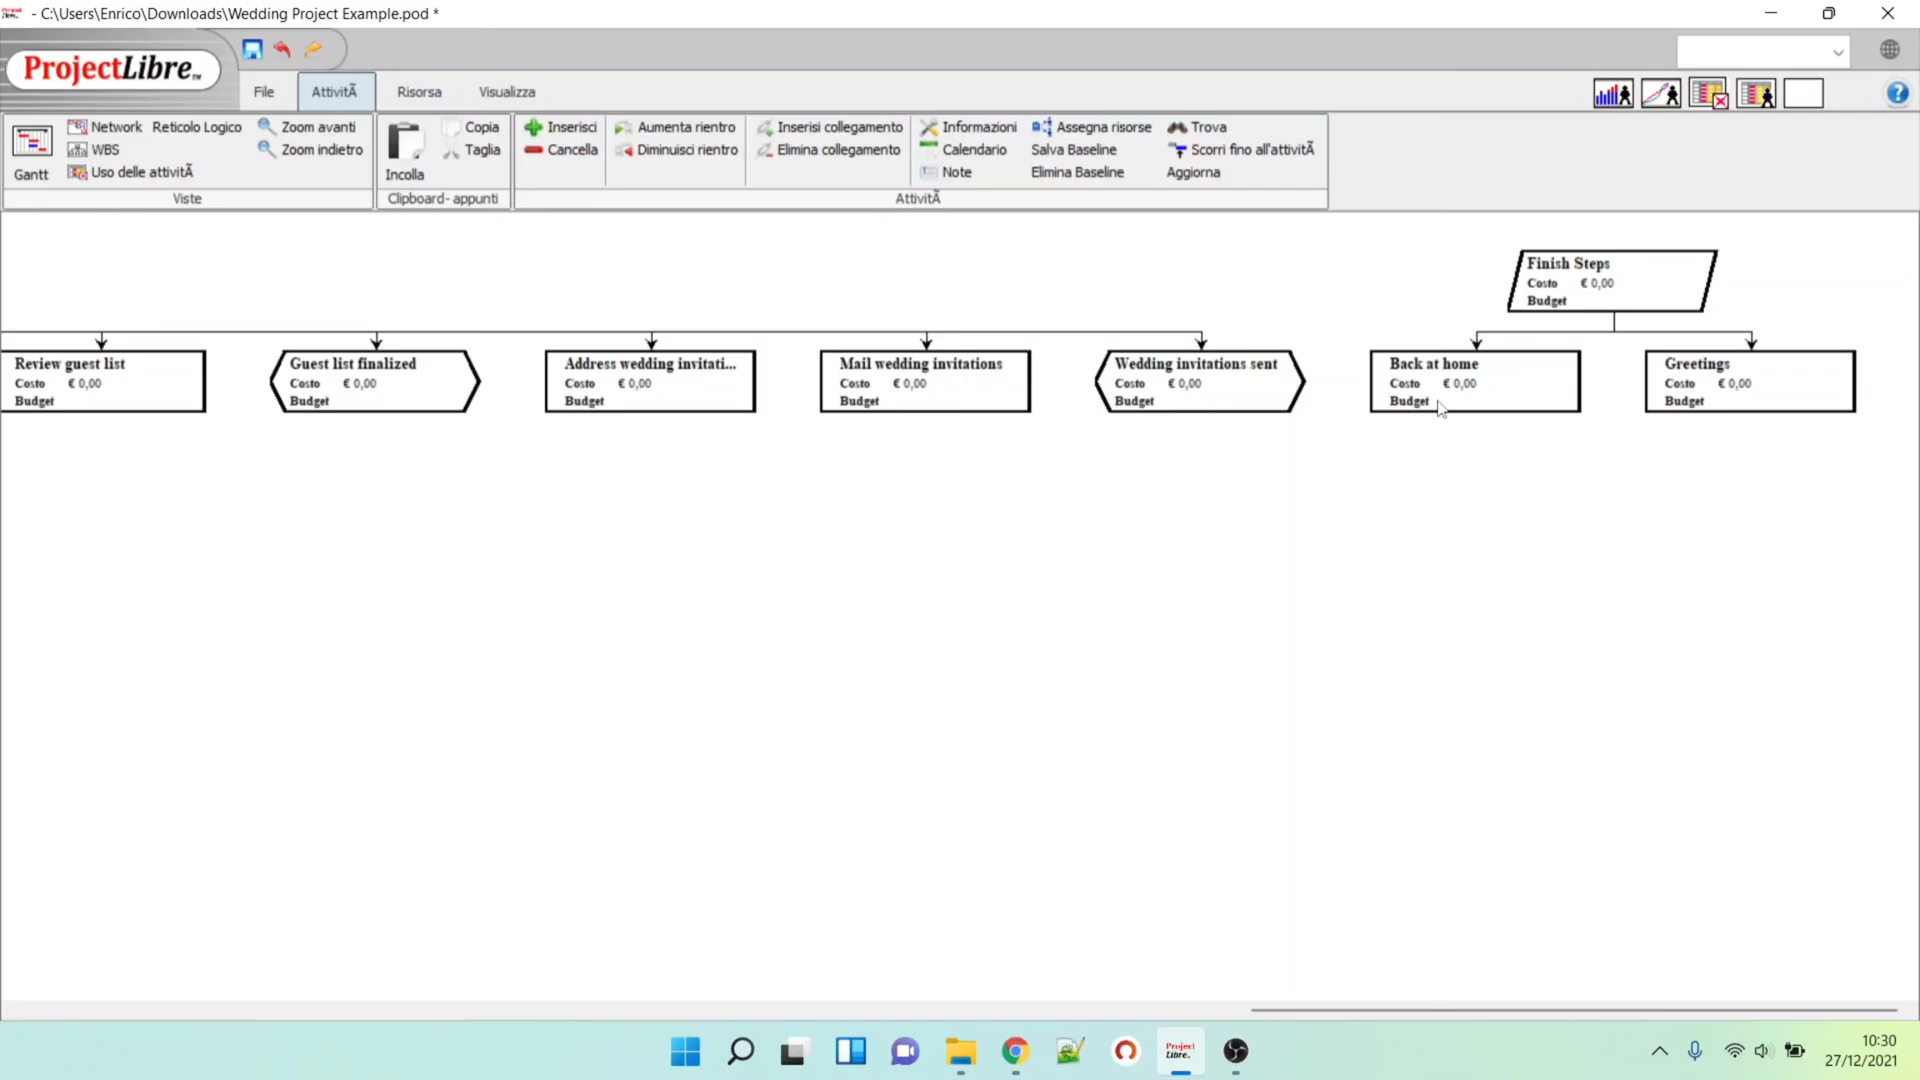 - C:\Users\Enrico\Downloads\Wedding Project Example.pod *
ProjectLibre
File
AttivitÃ
Risorsa
Visualizza
Gantt
Network
Reticolo Logico
WBS
Uso delle attivitÃ
Zoom avanti
Zoom indietro
Viste
Incolla
Copia
Taglia
Clipboard- appunti
Inserisci
Cancella
Aumenta rientro
Diminuisci rientro
Inserisi collegamento
Elimina collegamento
Informazioni
Calendario
Note
Assegna risorse
Salva Baseline
Elimina Baseline
Trova
Scorri fino all'attivitÃ
Aggiorna
AttivitÃ
Finish Steps
Costo € 0,00
Budget
Review guest list
Costo € 0,00
Budget
Guest list finalized
Costo € 0,00
Budget
Address wedding invitati...
Costo € 0,00
Budget
Mail wedding invitations
Costo € 0,00
Budget
Wedding invitations sent
Costo € 0,00
Budget
Back at home
Costo € 0,00
Budget
Greetings
Costo € 0,00
Budget
Project
Libre
10:30
27/12/2021